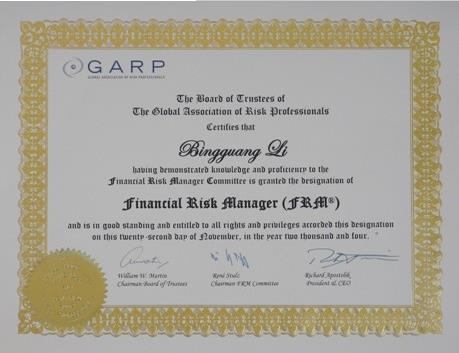 GARP
GLOBAL ASSOCIATION OF RISK PROFESSIONALS
The Board of Trustees of
The Global Association of Risk Professionals
Certifies that
Bingguang Li
having demonstrated knowledge and proficiency to the
Financial Risk Manager Committee is granted the designation of
Financial Risk Manager (FRM®)
and is in good standing and entitled to all rights and privileges accorded this designation
on this twenty-second day of November, in the year two thousand and four.
William W. Martin René Stulz Richard Apostolik
Chairman-Board of Trustees Chairman FRM Committee President & CEO